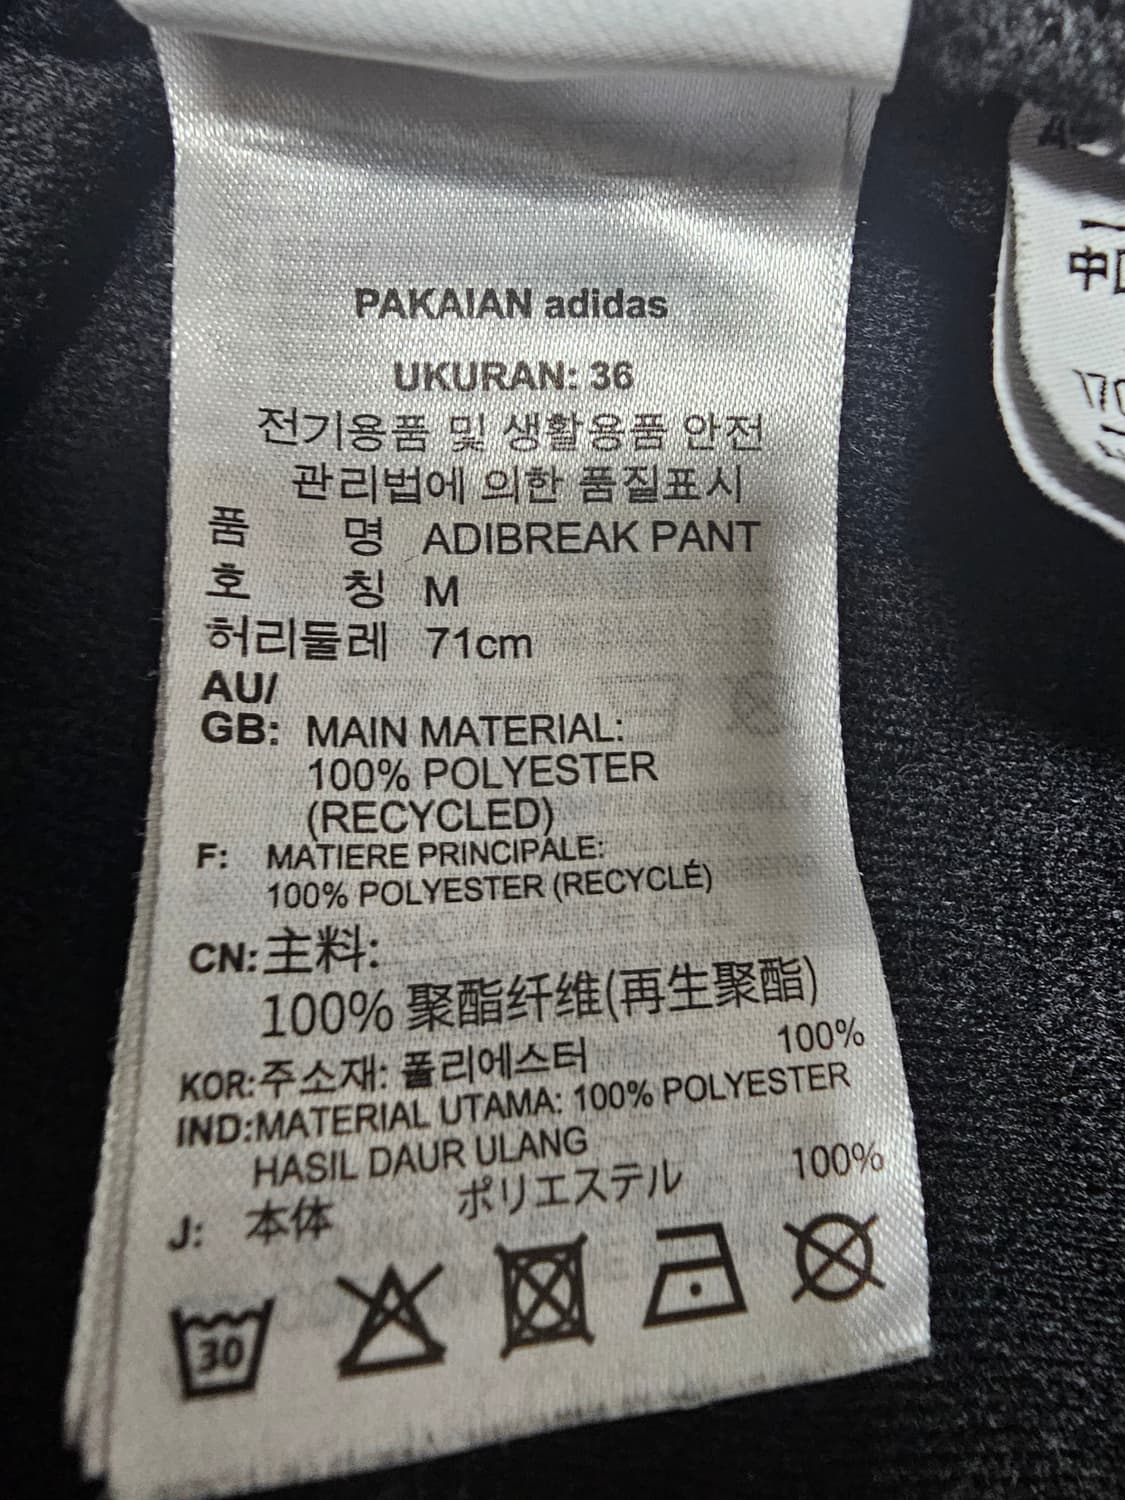 PAKAIAN adidas
UKURAN: 36
전기용품 및 생활용품 안전
관리법에 의한 품질표시
품 명 ADIBREAK PANT
호 칭 M
허리둘레 71cm
AU/
GB: MAIN MATERIAL:
100% POLYESTER
(RECYCLED)
F: MATIERE PRINCIPALE:
100% POLYESTER (RECYCLÉ)
CN:主料:
100% 聚酯纤维(再生聚酯)
KOR:주소재: 폴리에스터 100%
IND:MATERIAL UTAMA: 100% POLYESTER
HASIL DAUR ULANG
J: 本体 ポリエステル 100%
30